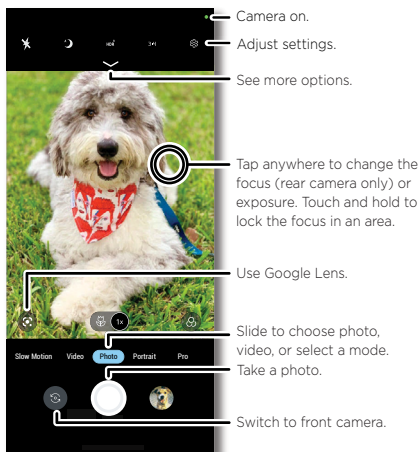 Camera on.
Adjust settings.
HDR
See more options.
Tap anywhere to change the
focus (rear camera only) or
exposure. Touch and hold to
lock the focus in an area.
Use Google Lens.
1x
Slide to choose photo,
video, or select a mode.
Slow Motion Video Photo Portrait Pro
Take a photo.
Switch to front camera.